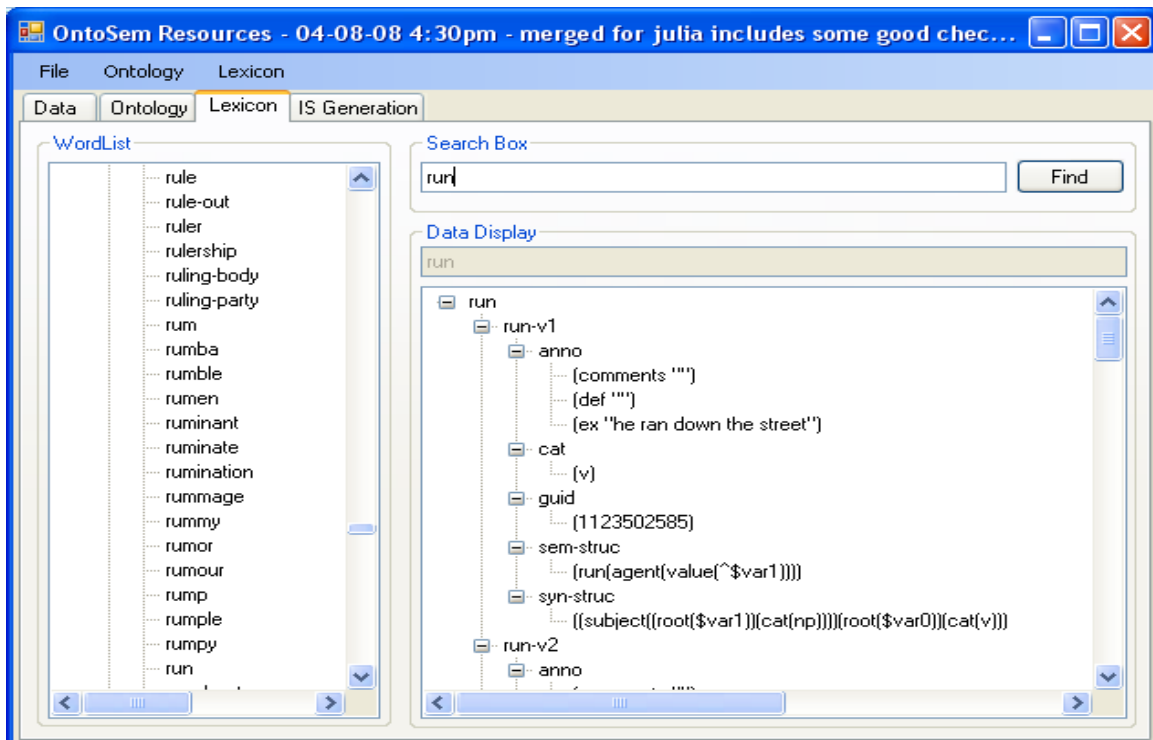 OntoSem Resources - 04-08-08 4:30pm - merged for julia includes some good chec...
File Ontology Lexicon
Data Ontology Lexicon IS Generation
WordList
rule
rule-out
ruler
rulership
ruling-body
ruling-party
rum
rumba
rumble
rumen
ruminant
ruminate
rumination
rummage
rummy
rumor
rumour
rump
rumple
rumpy
run
Search Box
run
Find
Data Display
run
run
run-v1
anno
(comments "")
(def "")
(ex "he ran down the street")
cat
(v)
guid
(1123502585)
sem-struc
(run(agent(value(^$var1))))
syn-struc
((subject((root($var1))(cat(np))))(root($var0))(cat(v)))
run-v2
anno